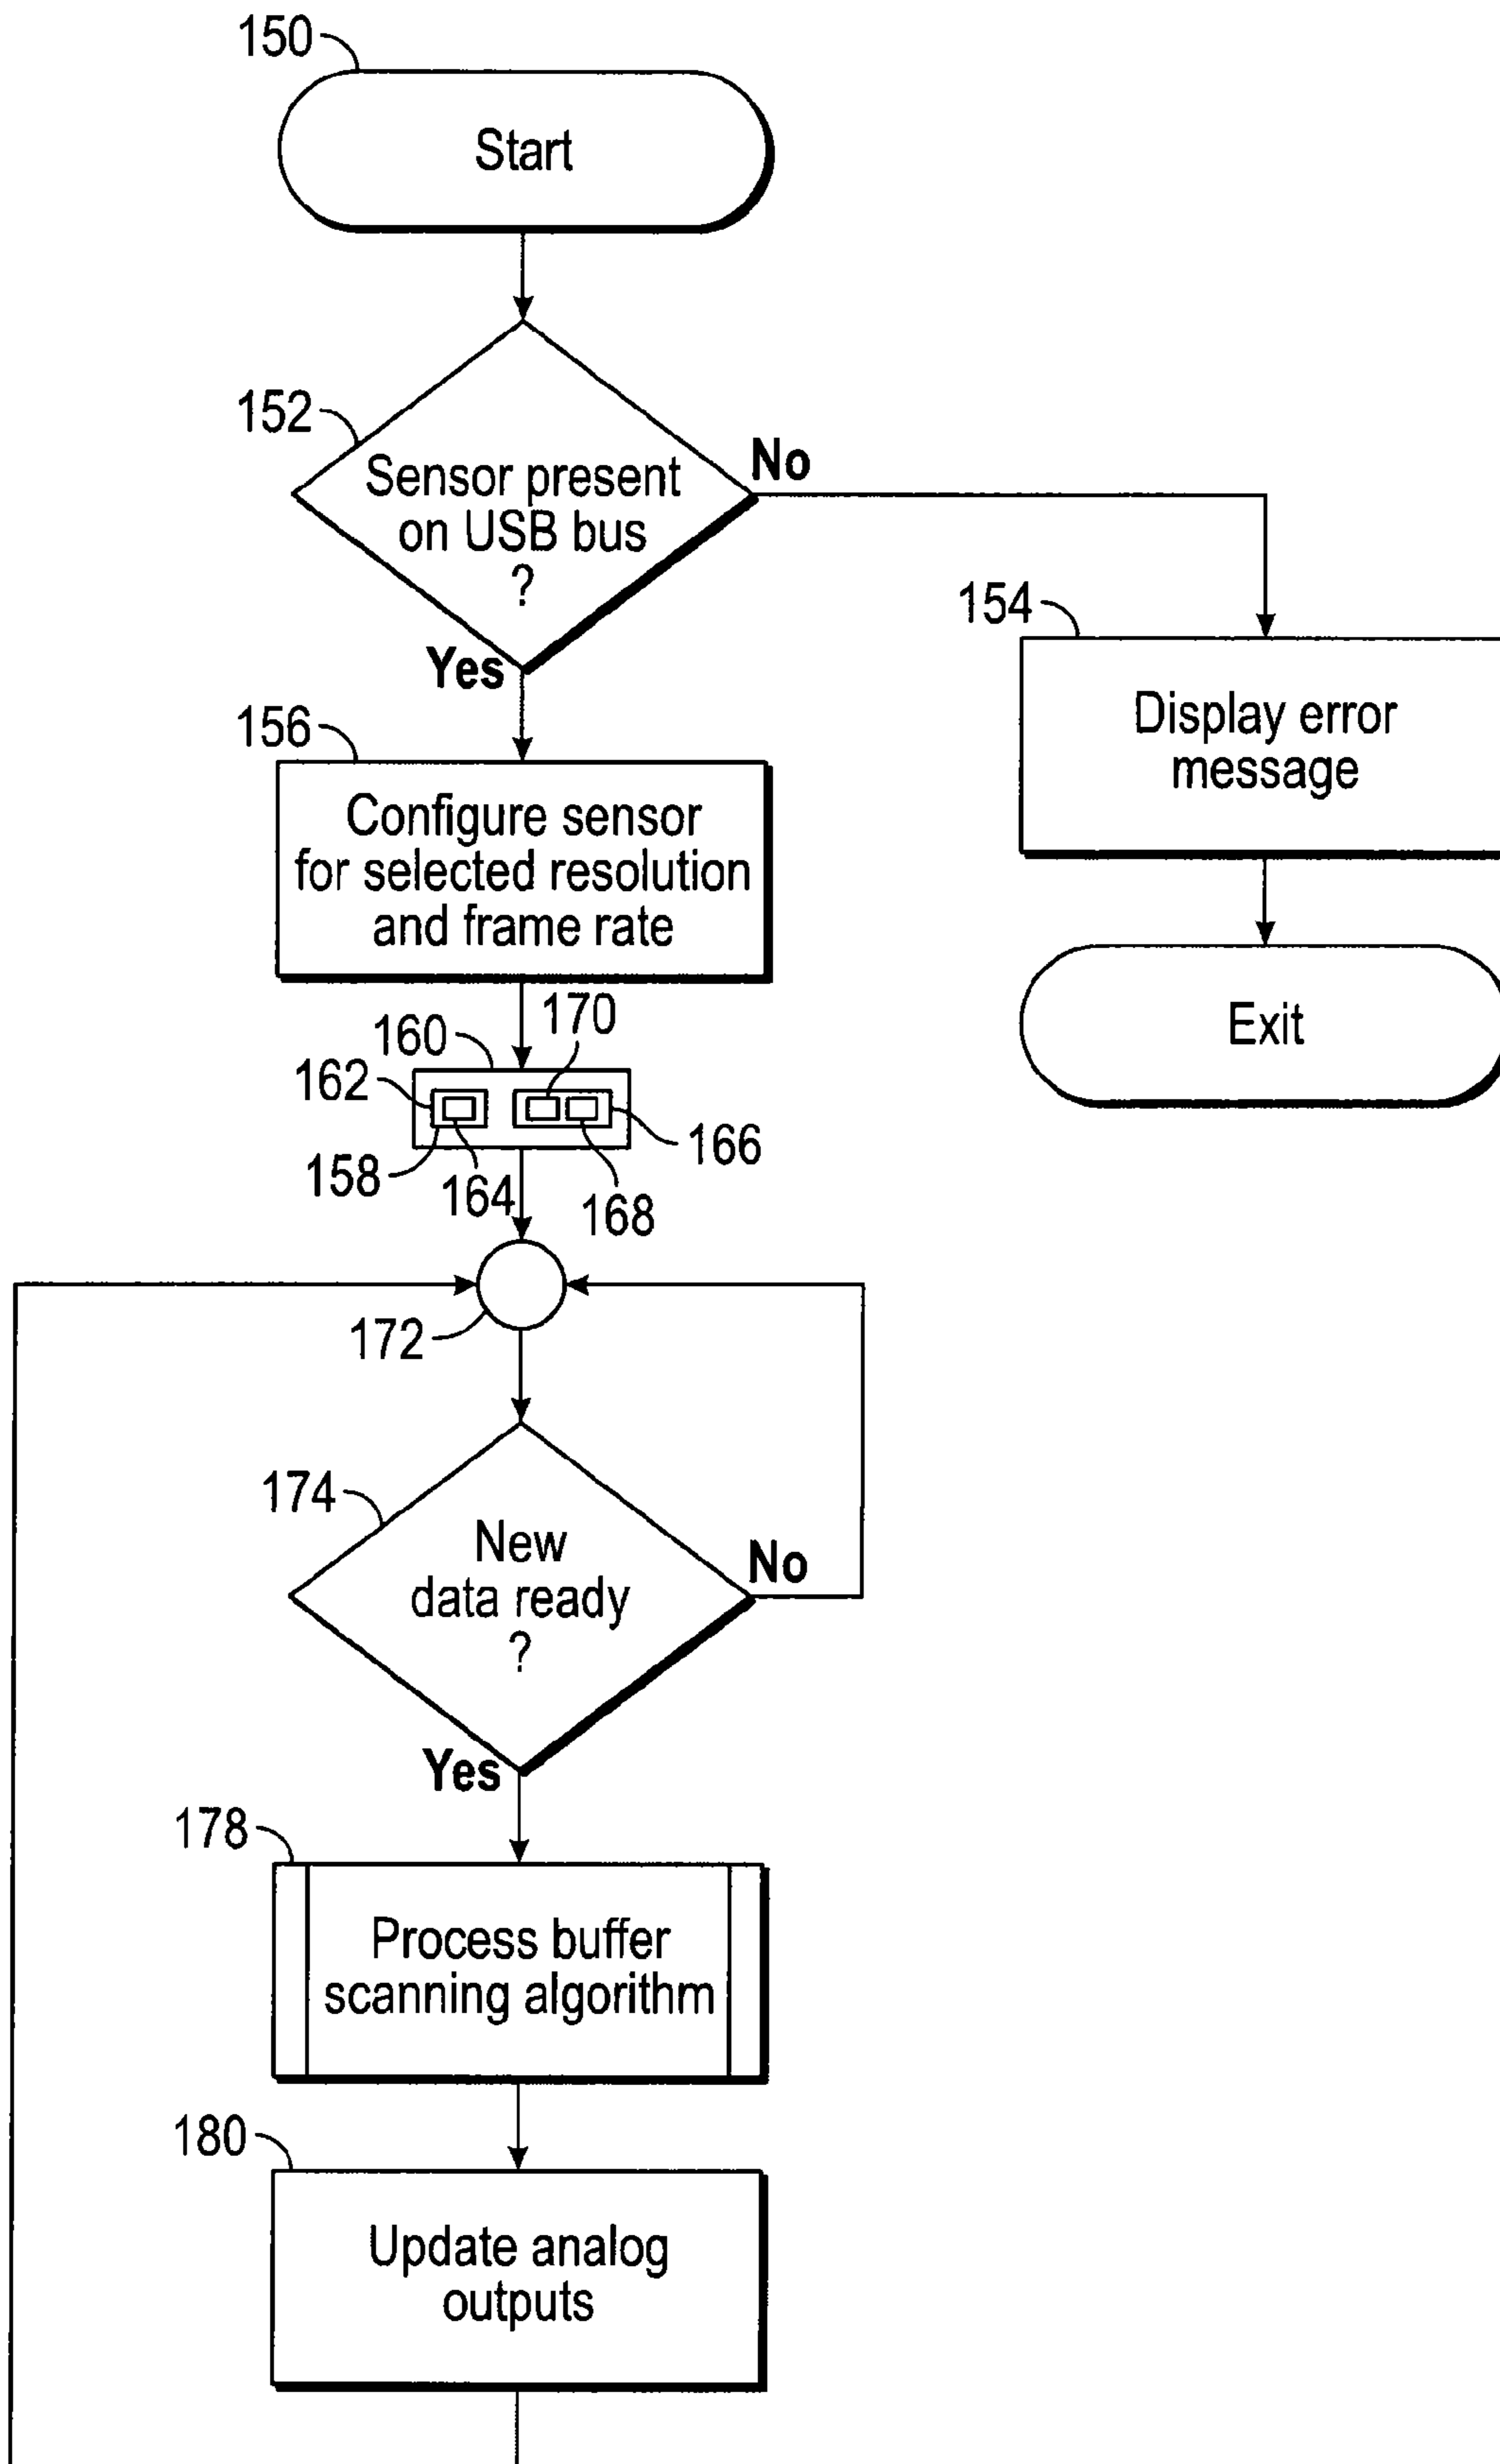 150
Start
152
Sensor present
on USB bus
?
No
Yes
154
Display error
message
Exit
156
Configure sensor
for selected resolution
and frame rate
170
160
162
166
158
164
168
172
174
New
data ready
?
No
Yes
178
Process buffer
scanning algorithm
180
Update analog
outputs